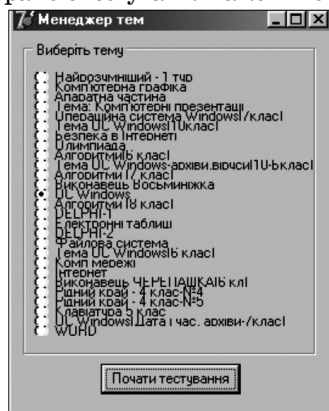 Менеджер тем
Виберіть тему
Найрозумніший - 1 тур
Комп'ютерна графіка
Апаратна частина
Тема: Комп'ютерні презентації
Операційна система Windows(7клас)
Тема ОС Windows(10клас)
Безпека в Інтернеті
Олимпиада
Алгоритми(6 клас)
Тема ОС Windows-архіви,вірчси(10-Бклас)
Алгоритми(7 клас)
Виконавець Восьминіжка
ОС Windows
Алгоритми(8 клас)
DELPHI-1
Електронні таблиці
DELPHI-2
Файлова система
Тема ОС Windows(6 клас)
Комп мережі
Інтернет
Виконавець ЧЕРЕПАШКА(6 кл)
Рідний край - 4 клас-№4
Рідний край - 4 клас-№5
Клавіатура 5 клас
ОС Windows(Дата і час, архіви-7клас)
WORD
Почати тестування